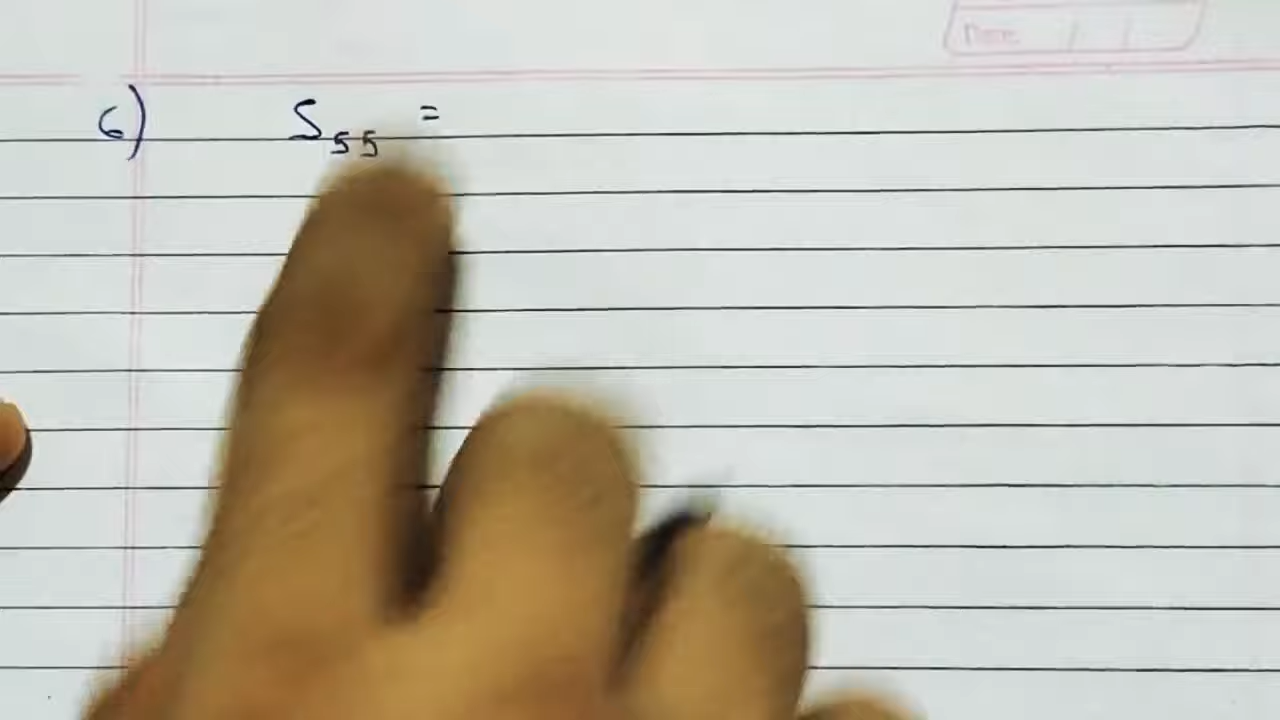 Date / /
6) S₅₅ =